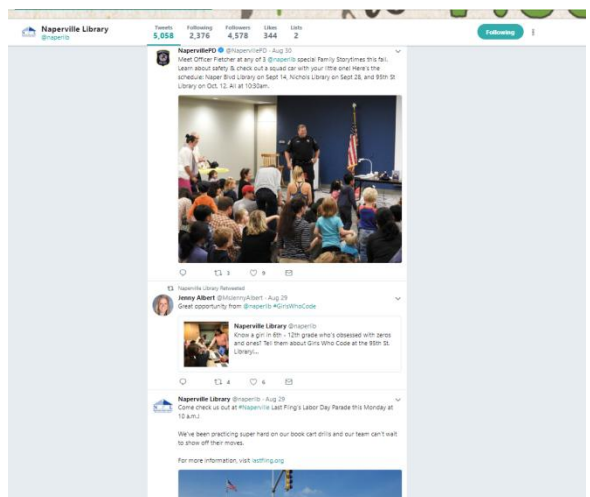 Naperville Library
@naperlib
Tweets Following Followers Likes Lists
5,058 2,376 4,578 344 2
Following
NapervillePD @NapervillePD · Aug 30
Meet Officer Fletcher at any of 3 @naperlib special Family Storytimes this fall.
Learn about safety & check out a squad car with your little one! Here's the
schedule: Naper Blvd Library on Sept 14, Nichols Library on Sept 28, and 95th St
Library on Oct. 12. All at 10:30am.
3 9
Naperville Library Retweeted
Jenny Albert @MsJennyAlbert · Aug 29
Great opportunity from @naperlib #GirlsWhoCode
Naperville Library @naperlib
Know a girl in 6th - 12th grade who's obsessed with zeros
and ones? Tell them about Girls Who Code at the 95th St.
Library!...
4 6
Naperville Library @naperlib · Aug 29
Come check us out at #Naperville Last Fling's Labor Day Parade this Monday at
10 a.m.!
We've been practicing super hard on our book cart drills and our team can't wait
to show off their moves.
For more information, visit lastfling.org